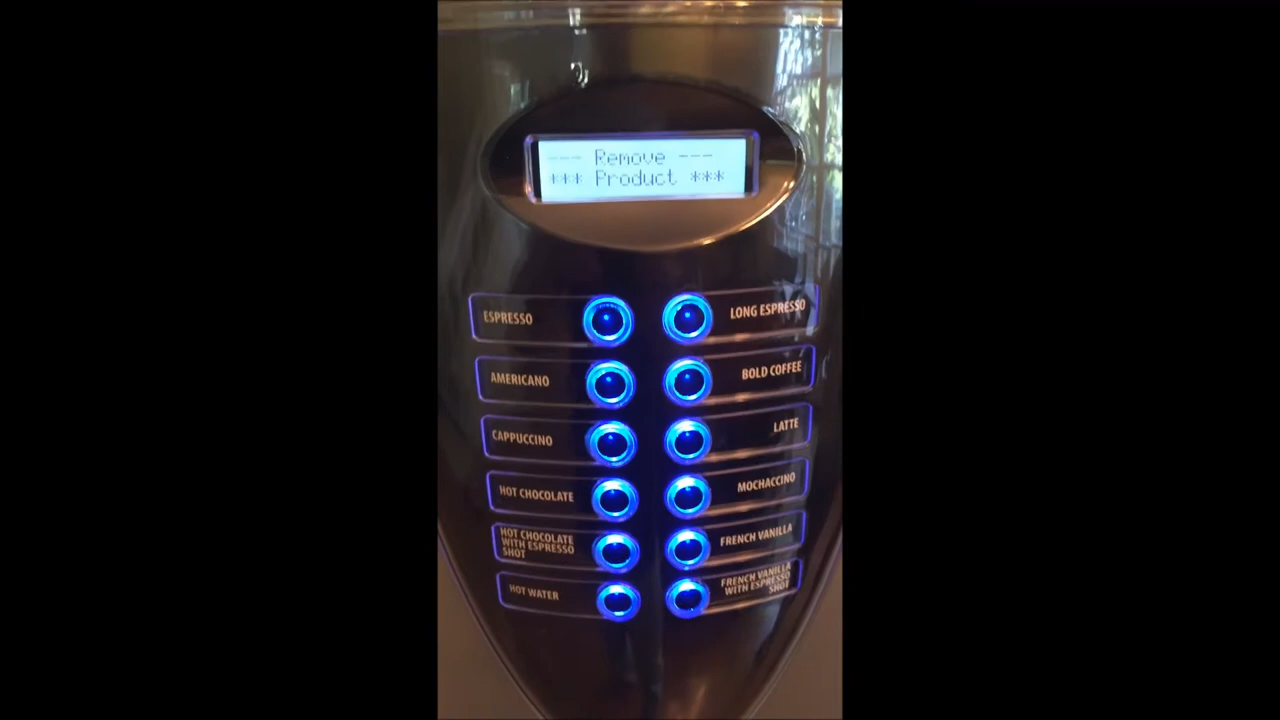 --- Remove ---
*** Product ***
ESPRESSO
LONG ESPRESSO
AMERICANO
BOLD COFFEE
CAPPUCCINO
LATTE
HOT CHOCOLATE
MOCHACCINO
HOT CHOCOLATE
WITH ESPRESSO
SHOT
FRENCH VANILLA
HOT WATER
FRENCH VANILLA
WITH ESPRESSO
SHOT